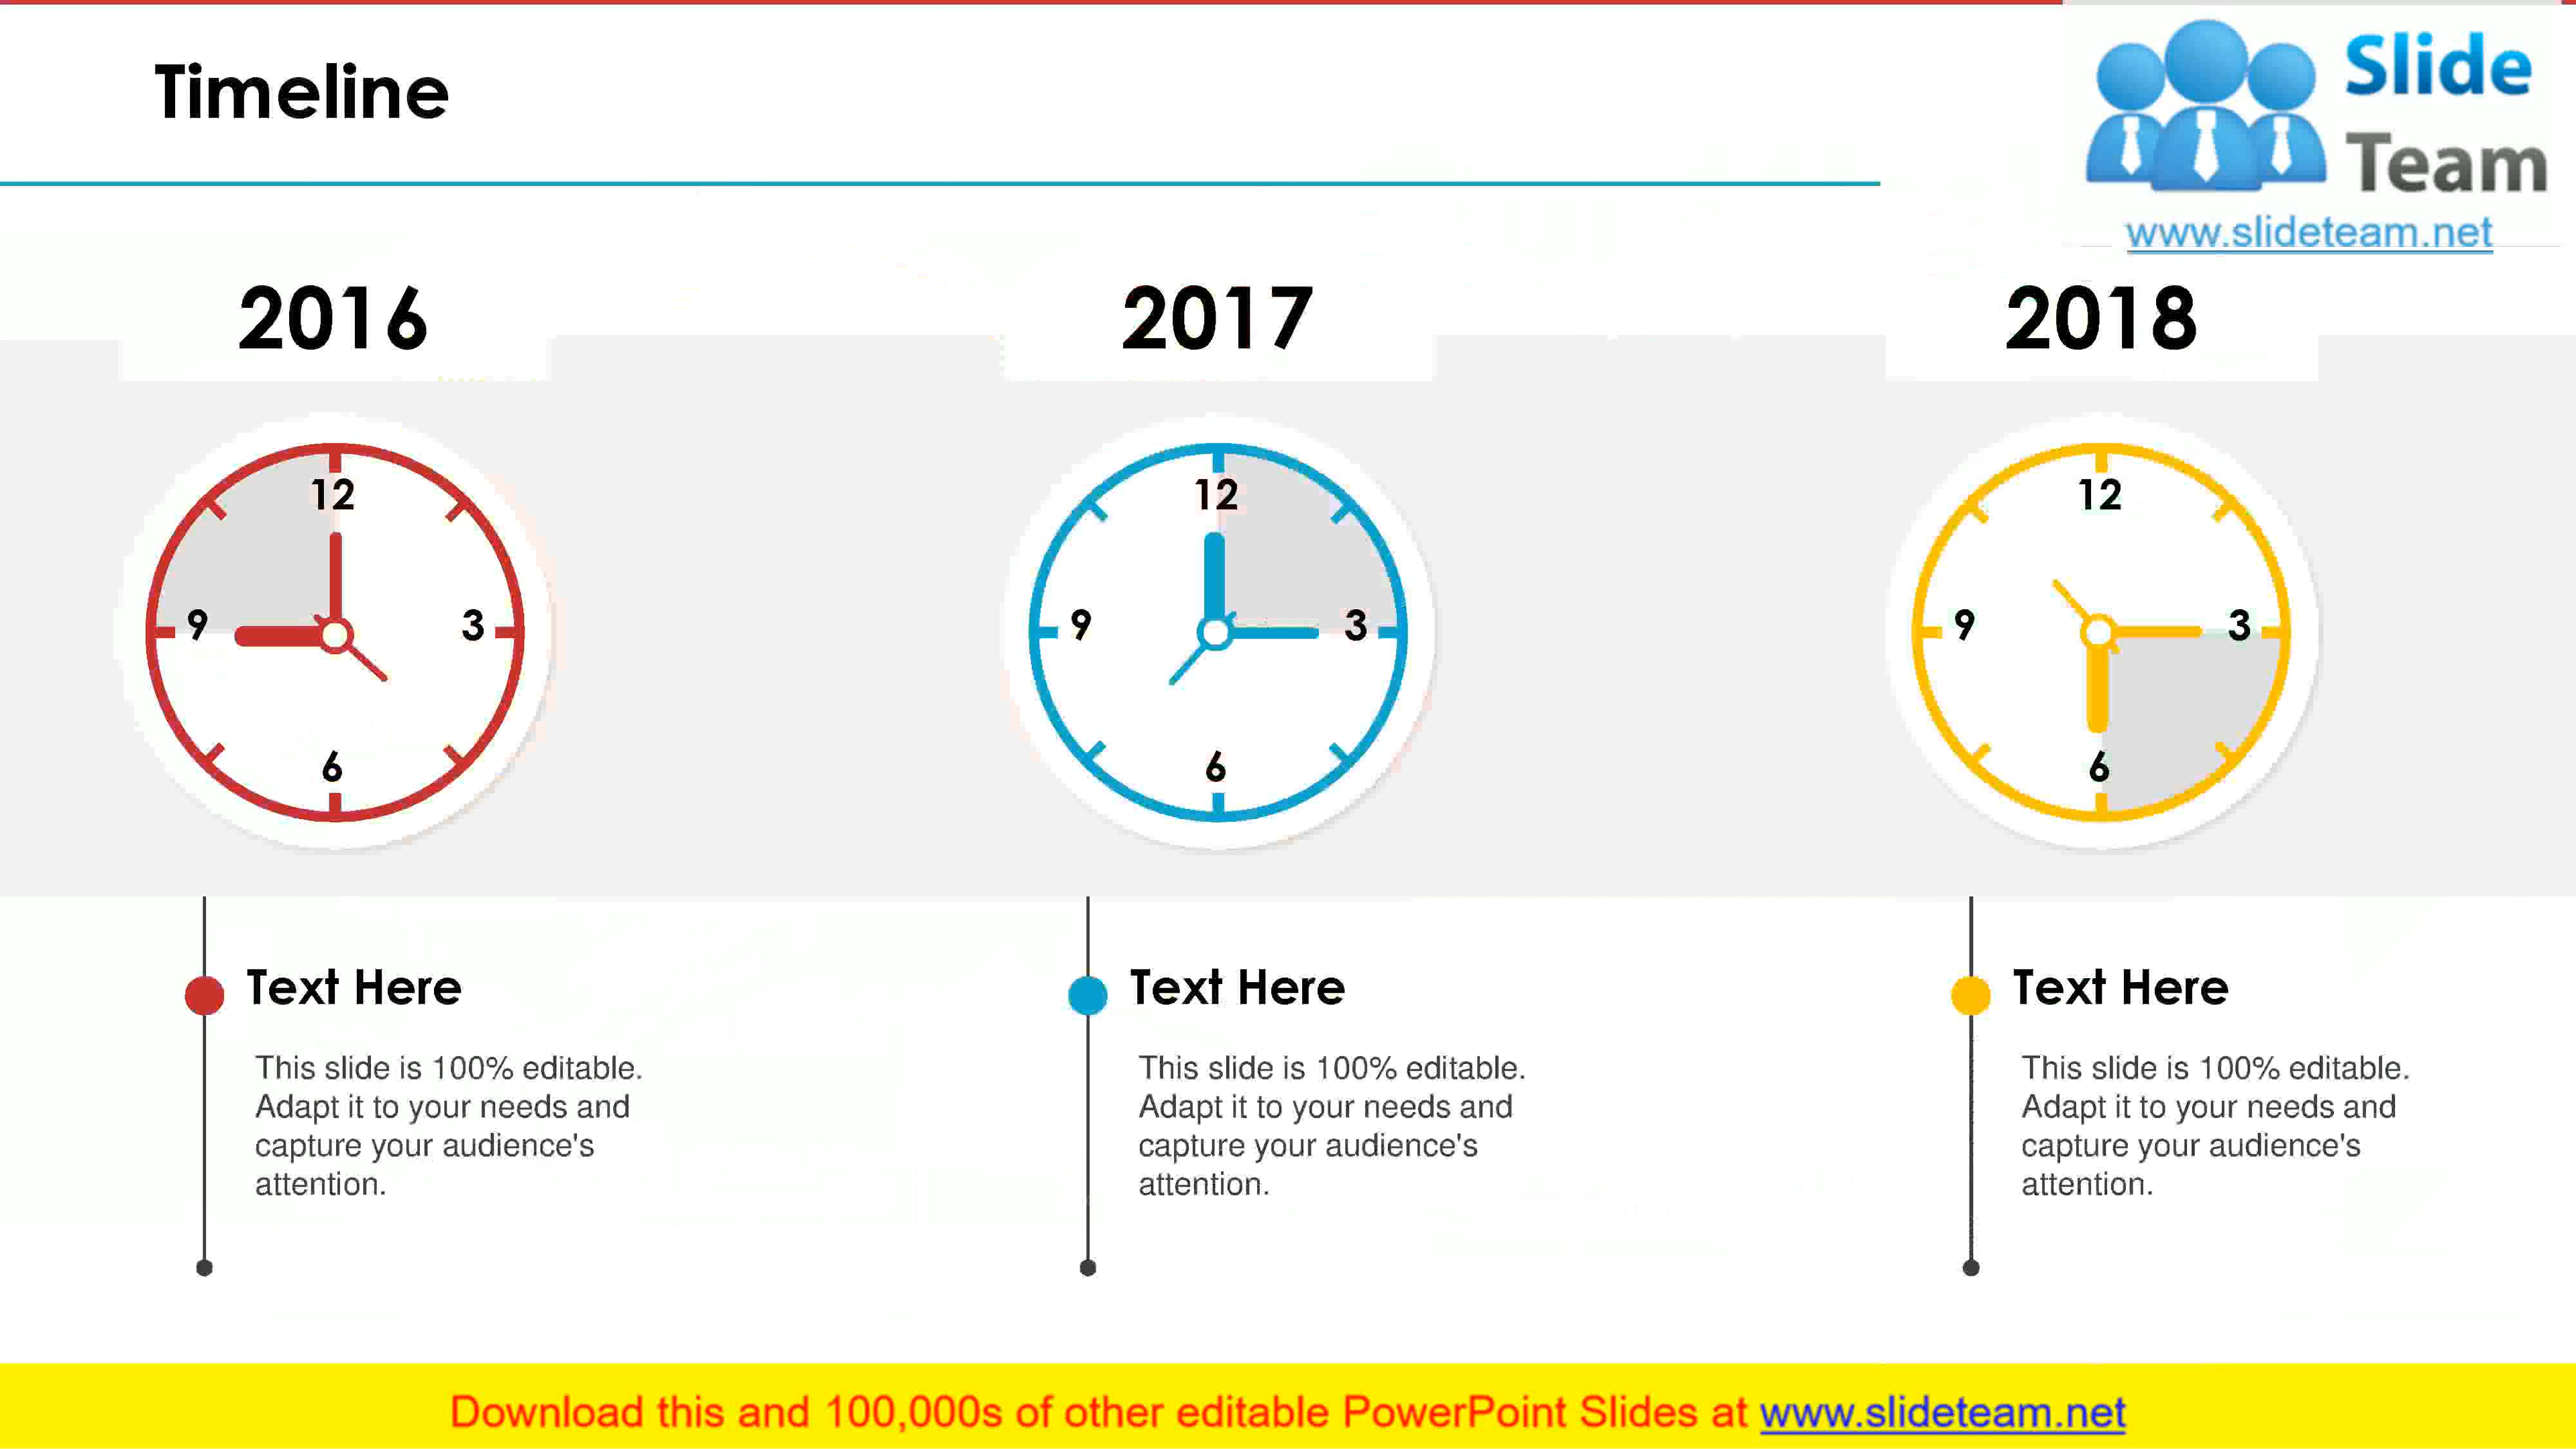 Timeline
Slide
Team
www.slideteam.net
2016
2017
2018
12
9
3
6
12
9
3
6
12
9
3
6
Text Here
This slide is 100% editable.
Adapt it to your needs and
capture your audience's
attention.
Text Here
This slide is 100% editable.
Adapt it to your needs and
capture your audience's
attention.
Text Here
This slide is 100% editable.
Adapt it to your needs and
capture your audience's
attention.
Download this and 100,000s of other editable PowerPoint Slides at www.slideteam.net